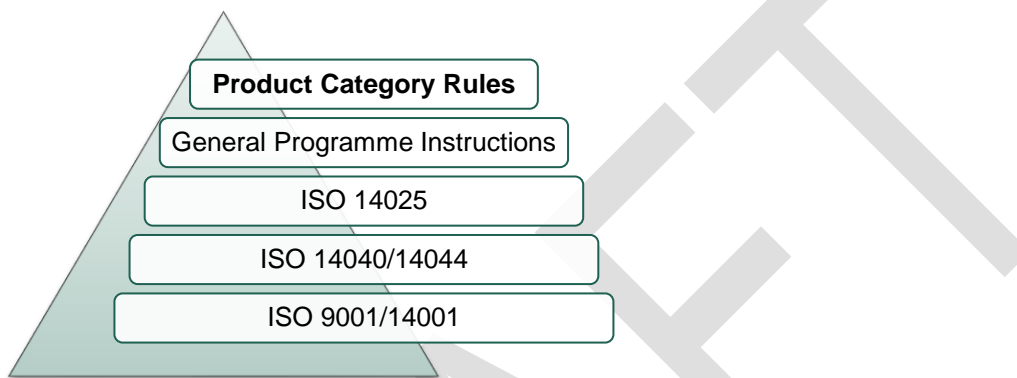 Product Category Rules
General Programme Instructions
ISO 14025
ISO 14040/14044
ISO 9001/14001